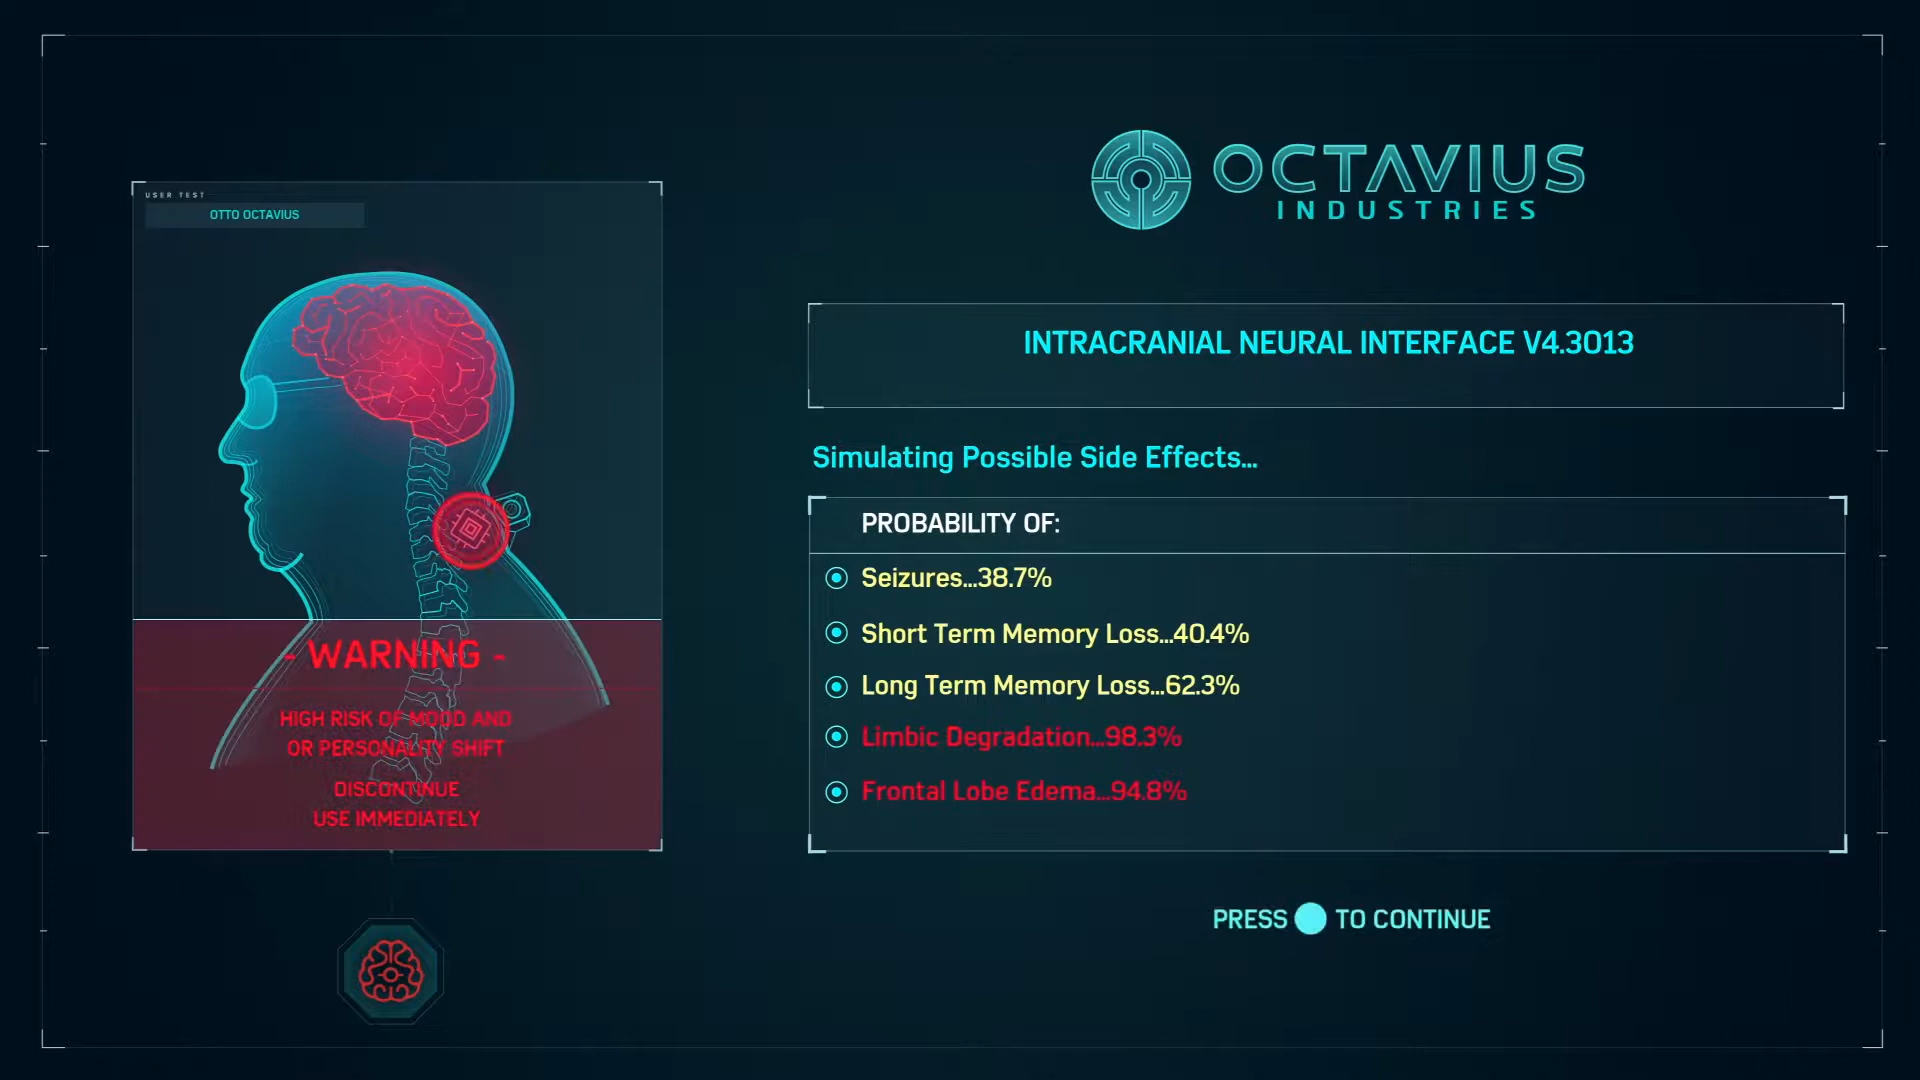 USER TEST
OTTO OCTAVIUS
- WARNING -
HIGH RISK OF MOOD AND
OR PERSONALITY SHIFT
DISCONTINUE
USE IMMEDIATELY
OCTAVIUS
INDUSTRIES
INTRACRANIAL NEURAL INTERFACE V4.3013
Simulating Possible Side Effects...
PROBABILITY OF:
Seizures...38.7%
Short Term Memory Loss...40.4%
Long Term Memory Loss...62.3%
Limbic Degradation...98.3%
Frontal Lobe Edema...94.8%
PRESS TO CONTINUE